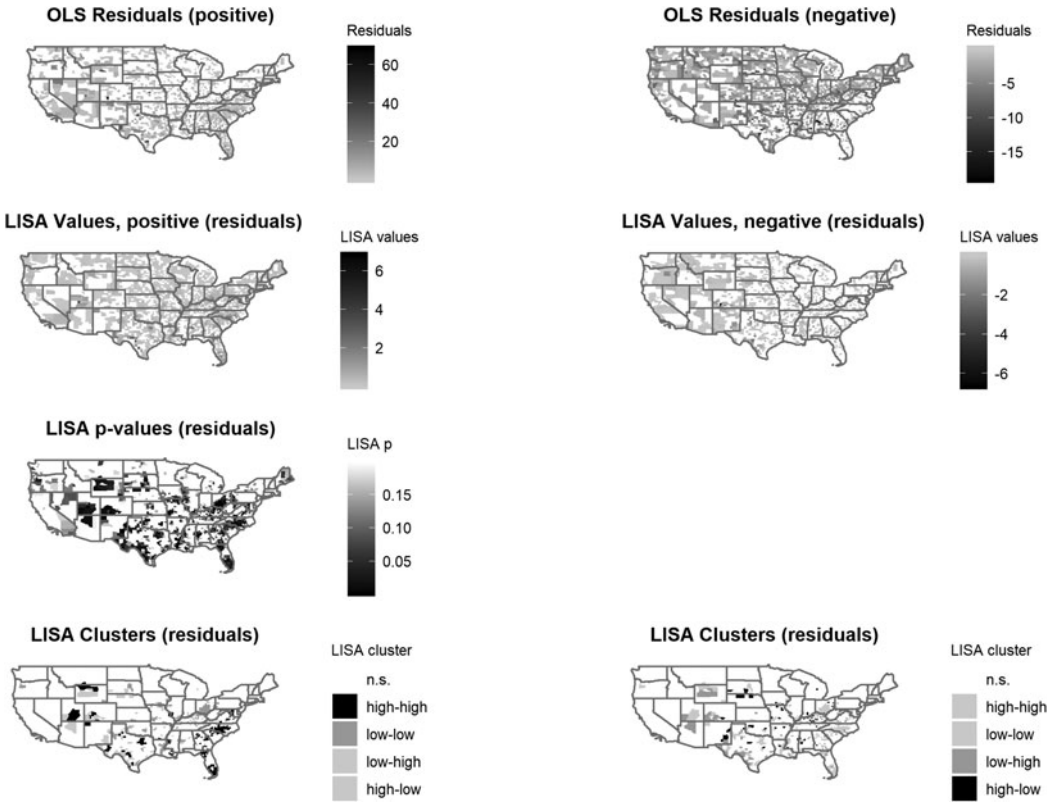 OLS Residuals (positive)
Residuals
60
40
20
OLS Residuals (negative)
Residuals
-5
-10
-15
LISA Values, positive (residuals)
LISA values
6
4
2
LISA Values, negative (residuals)
LISA values
-2
-4
-6
LISA p-values (residuals)
LISA p
0.15
0.10
0.05
LISA Clusters (residuals)
LISA cluster
n.s.
high-high
low-low
low-high
high-low
LISA Clusters (residuals)
LISA cluster
n.s.
high-high
low-low
low-high
high-low